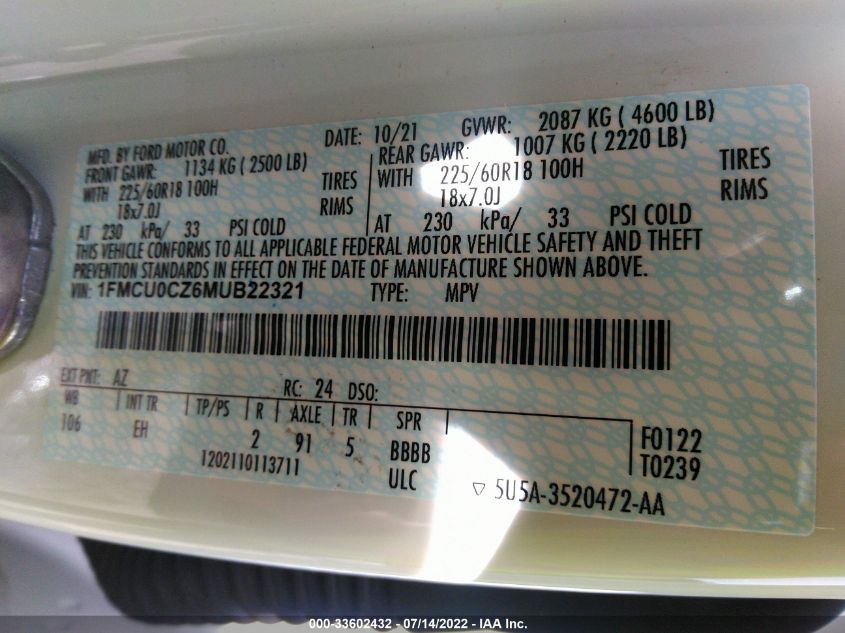 MFD. BY FORD MOTOR CO. DATE: 10/21 GVWR: 2087 KG ( 4600 LB)
FRONT GAWR: 1134 KG ( 2500 LB) REAR GAWR: 1007 KG ( 2220 LB)
WITH 225/60R18 100H TIRES WITH 225/60R18 100H TIRES
18x7.0J RIMS 18x7.0J RIMS
AT 230 kPa/ 33 PSI COLD AT 230 kPa/ 33 PSI COLD
THIS VEHICLE CONFORMS TO ALL APPLICABLE FEDERAL MOTOR VEHICLE SAFETY AND THEFT
PREVENTION STANDARDS IN EFFECT ON THE DATE OF MANUFACTURE SHOWN ABOVE.
VIN: 1FMCU0CZ6MUB22321 TYPE: MPV
EXT PNT: AZ RC: 24 DSO:
WB INT TR TP/PS R AXLE TR SPR
106 EH 2 91 5 BBBB F0122
1202110113711 ULC T0239
▽ 5U5A-3520472-AA
000-33602432 - 07/14/2022 - IAA Inc.